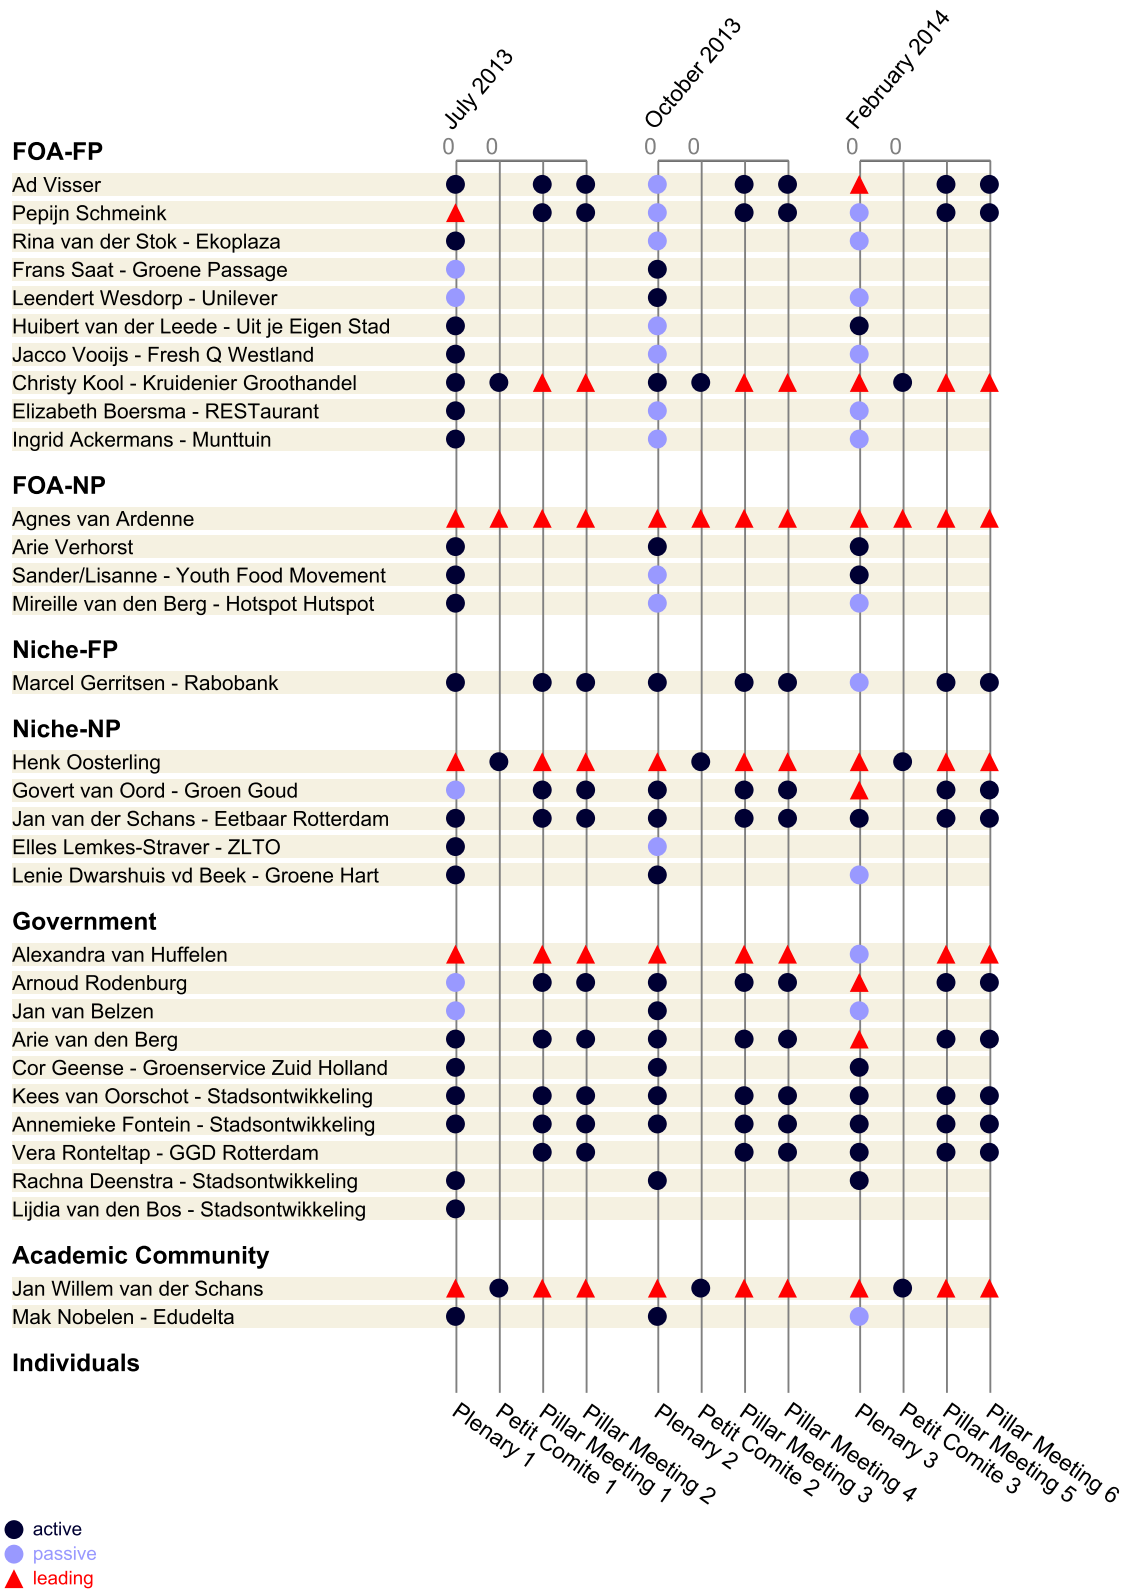 July 2013
October 2013
February 2014
0 0 0 0 0 0
FOA-FP
Ad Visser
Pepijn Schmeink
Rina van der Stok - Ekoplaza
Frans Saat - Groene Passage
Leendert Wesdorp - Unilever
Huibert van der Leede - Uit je Eigen Stad
Jacco Vooijs - Fresh Q Westland
Christy Kool - Kruidenier Groothandel
Elizabeth Boersma - RESTaurant
Ingrid Ackermans - Munttuin
FOA-NP
Agnes van Ardenne
Arie Verhorst
Sander/Lisanne - Youth Food Movement
Mireille van den Berg - Hotspot Hutspot
Niche-FP
Marcel Gerritsen - Rabobank
Niche-NP
Henk Oosterling
Govert van Oord - Groen Goud
Jan van der Schans - Eetbaar Rotterdam
Elles Lemkes-Straver - ZLTO
Lenie Dwarshuis vd Beek - Groene Hart
Government
Alexandra van Huffelen
Arnoud Rodenburg
Jan van Belzen
Arie van den Berg
Cor Geense - Groenservice Zuid Holland
Kees van Oorschot - Stadsontwikkeling
Annemieke Fontein - Stadsontwikkeling
Vera Ronteltap - GGD Rotterdam
Rachna Deenstra - Stadsontwikkeling
Lijdia van den Bos - Stadsontwikkeling
Academic Community
Jan Willem van der Schans
Mak Nobelen - Edudelta
Individuals
Plenary 1
Petit Comite 1
Pillar Meeting 1
Pillar Meeting 2
Plenary 2
Petit Comite 2
Pillar Meeting 3
Pillar Meeting 4
Plenary 3
Petit Comite 3
Pillar Meeting 5
Pillar Meeting 6
active
passive
leading